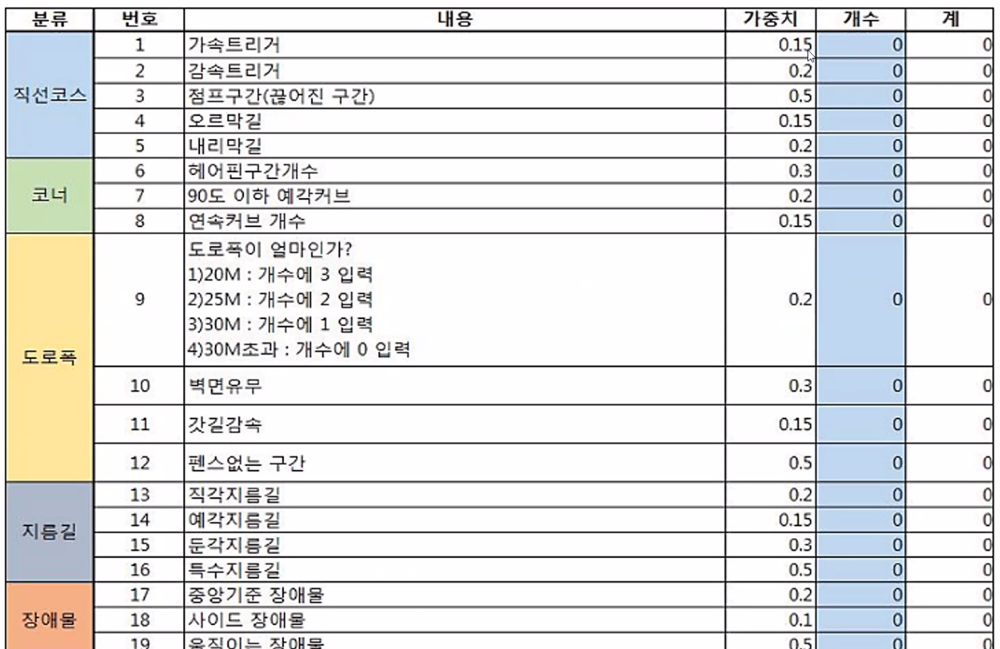 분류 번호 내용 가중치 개수 계
직선코스
1 가속트리거 0.15 0 0
2 감속트리거 0.2 0 0
3 점프구간(끊어진 구간) 0.5 0 0
4 오르막길 0.15 0 0
5 내리막길 0.2 0 0
코너
6 헤어핀구간개수 0.3 0 0
7 90도 이하 예각커브 0.2 0 0
8 연속커브 개수 0.15 0 0
도로폭
9 도로폭이 얼마인가? 0.2 0 0
1)20M : 개수에 3 입력
2)25M : 개수에 2 입력
3)30M : 개수에 1 입력
4)30M초과 : 개수에 0 입력
10 벽면유무 0.3 0 0
11 갓길감속 0.15 0 0
12 펜스없는 구간 0.5 0 0
지름길
13 직각지름길 0.2 0 0
14 예각지름길 0.15 0 0
15 둔각지름길 0.3 0 0
16 특수지름길 0.5 0 0
장애물
17 중앙기준 장애물 0.2 0 0
18 사이드 장애물 0.1 0 0
19 움직이는 장애물 0.5 0 0